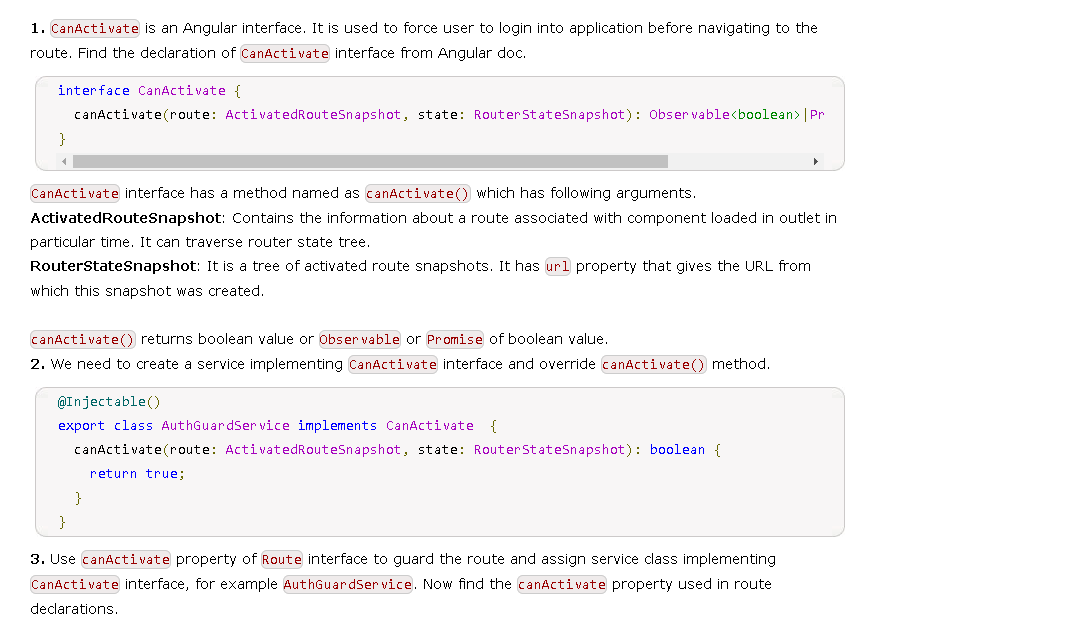 1. CanActivate is an Angular interface. It is used to force user to login into application before navigating to the
route. Find the declaration of CanActivate interface from Angular doc.
interface CanActivate {
canActivate(route: ActivatedRouteSnapshot, state: RouterStateSnapshot): Observable<boolean>|Pr
}
CanActivate interface has a method named as canActivate() which has following arguments.
ActivatedRouteSnapshot: Contains the information about a route associated with component loaded in outlet in
particular time. It can traverse router state tree.
RouterStateSnapshot: It is a tree of activated route snapshots. It has url property that gives the URL from
which this snapshot was created.
canActivate() returns boolean value or Observable or Promise of boolean value.
2. We need to create a service implementing CanActivate interface and override canActivate() method.
@Injectable()
export class AuthGuardService implements CanActivate {
canActivate(route: ActivatedRouteSnapshot, state: RouterStateSnapshot): boolean {
return true;
}
}
3. Use canActivate property of Route interface to guard the route and assign service class implementing
CanActivate interface, for example AuthGuardService. Now find the canActivate property used in route
declarations.